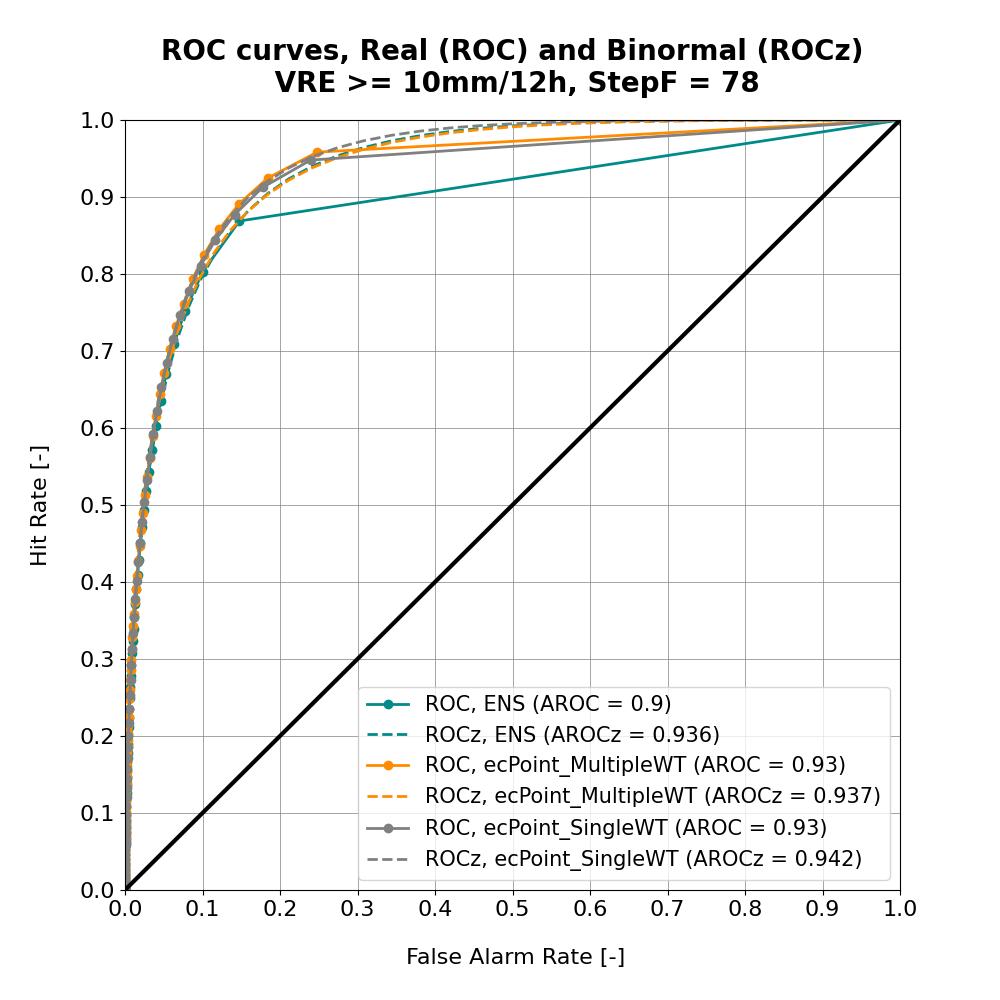 ROC curves, Real (ROC) and Binormal (ROCz)
VRE >= 10mm/12h, StepF = 78
1.0
0.9
0.8
0.7
0.6
0.5
0.4
0.3
0.2
0.1
0.0
Hit Rate [-]
ROC, ENS (AROC = 0.9)
ROCz, ENS (AROCz = 0.936)
ROC, ecPoint_MultipleWT (AROC = 0.93)
ROCz, ecPoint_MultipleWT (AROCz = 0.937)
ROC, ecPoint_SingleWT (AROC = 0.93)
ROCz, ecPoint_SingleWT (AROCz = 0.942)
0.0 0.1 0.2 0.3 0.4 0.5 0.6 0.7 0.8 0.9 1.0
False Alarm Rate [-]